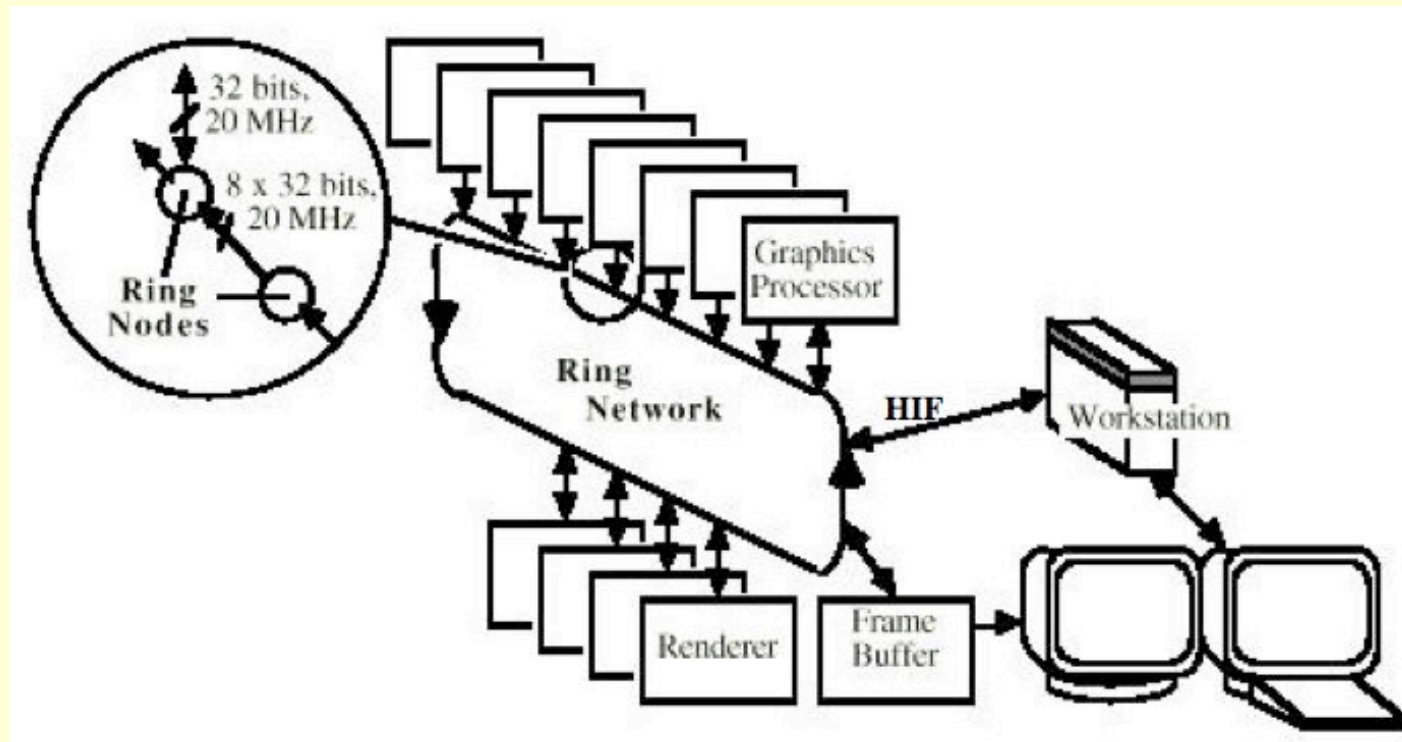 32 bits,
20 MHz
8 x 32 bits,
20 MHz
Ring
Nodes
Graphics
Processor
Ring
Network
HIF
Workstation
Renderer
Frame
Buffer